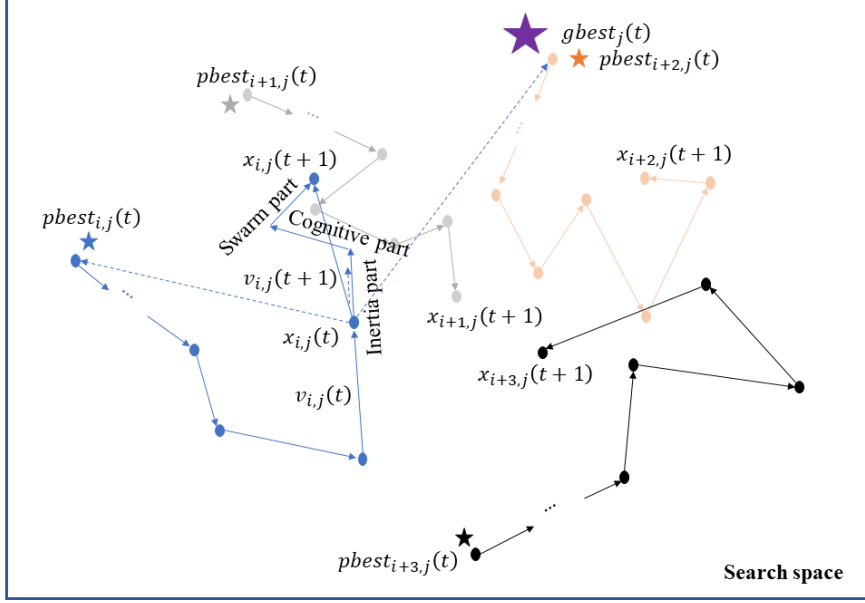 gbest_j(t)
pbest_{i+2,j}(t)
pbest_{i+1,j}(t)
...
x_{i,j}(t+1)
x_{i+2,j}(t+1)
Swarm part
Cognitive part
pbest_{i,j}(t)
v_{i,j}(t+1)
Inertia part
...
x_{i,j}(t)
x_{i+1,j}(t+1)
x_{i+3,j}(t+1)
v_{i,j}(t)
...
pbest_{i+3,j}(t)
Search space